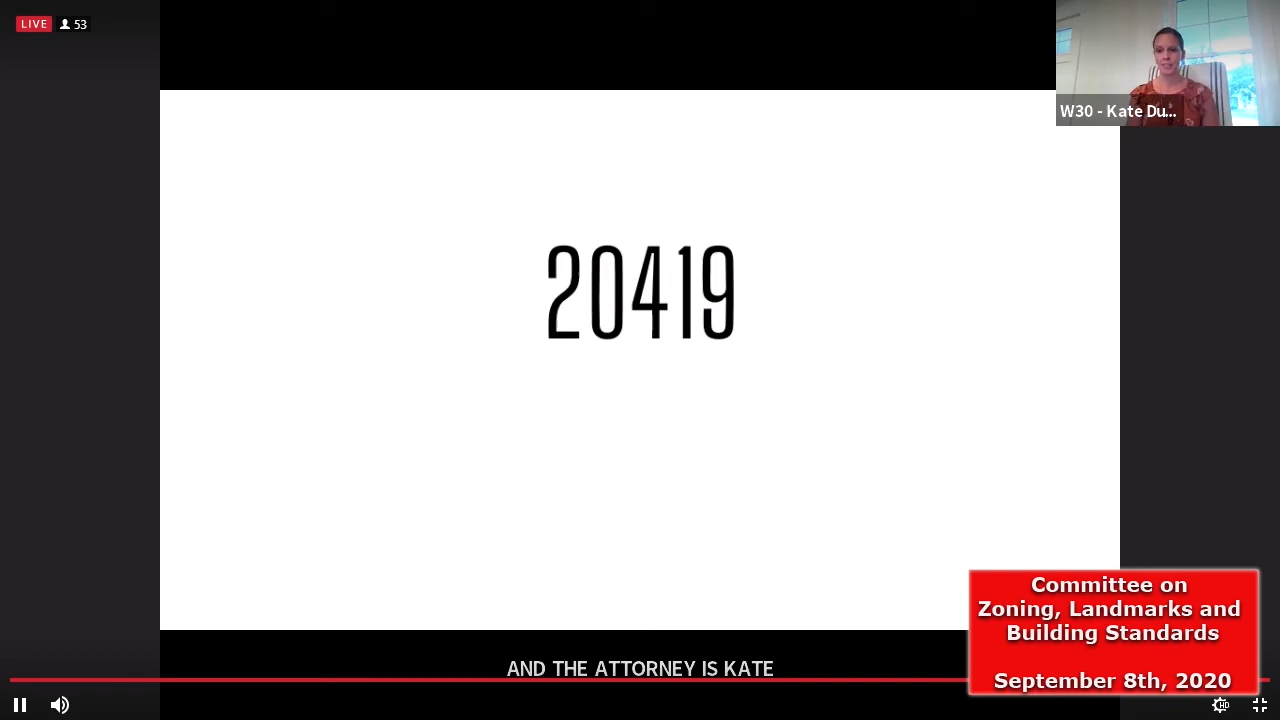 LIVE 53
W30 - Kate Du...
20419
Committee on
Zoning, Landmarks and
Building Standards
September 8th, 2020
AND THE ATTORNEY IS KATE
HD